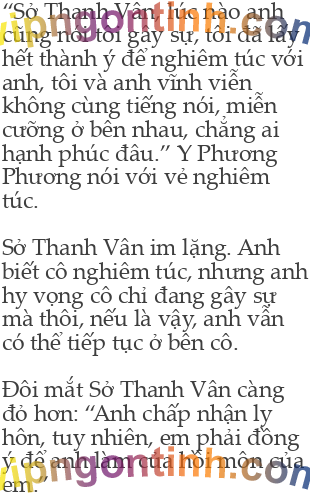 “Sở Thanh Vân, lúc nào anh
cũng nói tôi gây sự, tôi đã lấy
hết thành ý để nghiêm túc với
anh, tôi và anh vĩnh viễn
không cùng tiếng nói, miễn
cưỡng ở bên nhau, chẳng ai
hạnh phúc đâu.” Y Phương
Phương nói với vẻ nghiêm
túc.
Sở Thanh Vân im lặng. Anh
biết cô nghiêm túc, nhưng anh
hy vọng cô chỉ đang gây sự
mà thôi, nếu là vậy, anh vẫn
có thể tiếp tục ở bên cô.
Đôi mắt Sở Thanh Vân càng
đỏ hơn: “Anh chấp nhận ly
hôn, tuy nhiên, em phải đồng
ý để anh làm của hồi môn của
em.”
vipngontinh.com
vipngontinh.com